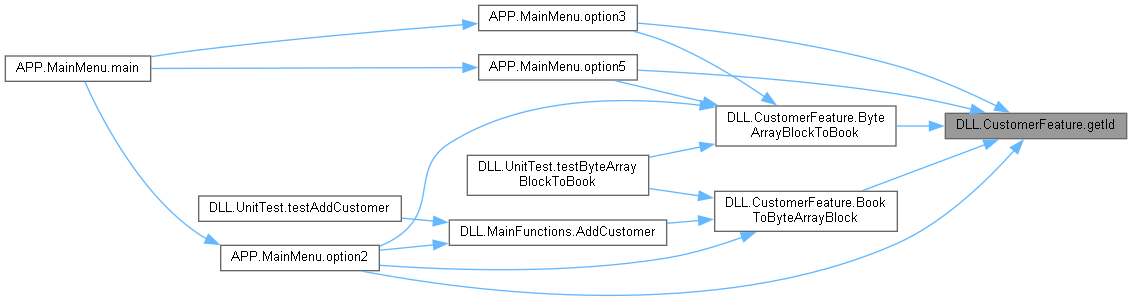 APP.MainMenu.option3
APP.MainMenu.main
APP.MainMenu.option5
DLL.CustomerFeature.Byte
ArrayBlockToBook
DLL.CustomerFeature.getId
DLL.UnitTest.testByteArray
BlockToBook
DLL.UnitTest.testAddCustomer
DLL.CustomerFeature.Book
ToByteArrayBlock
DLL.MainFunctions.AddCustomer
APP.MainMenu.option2